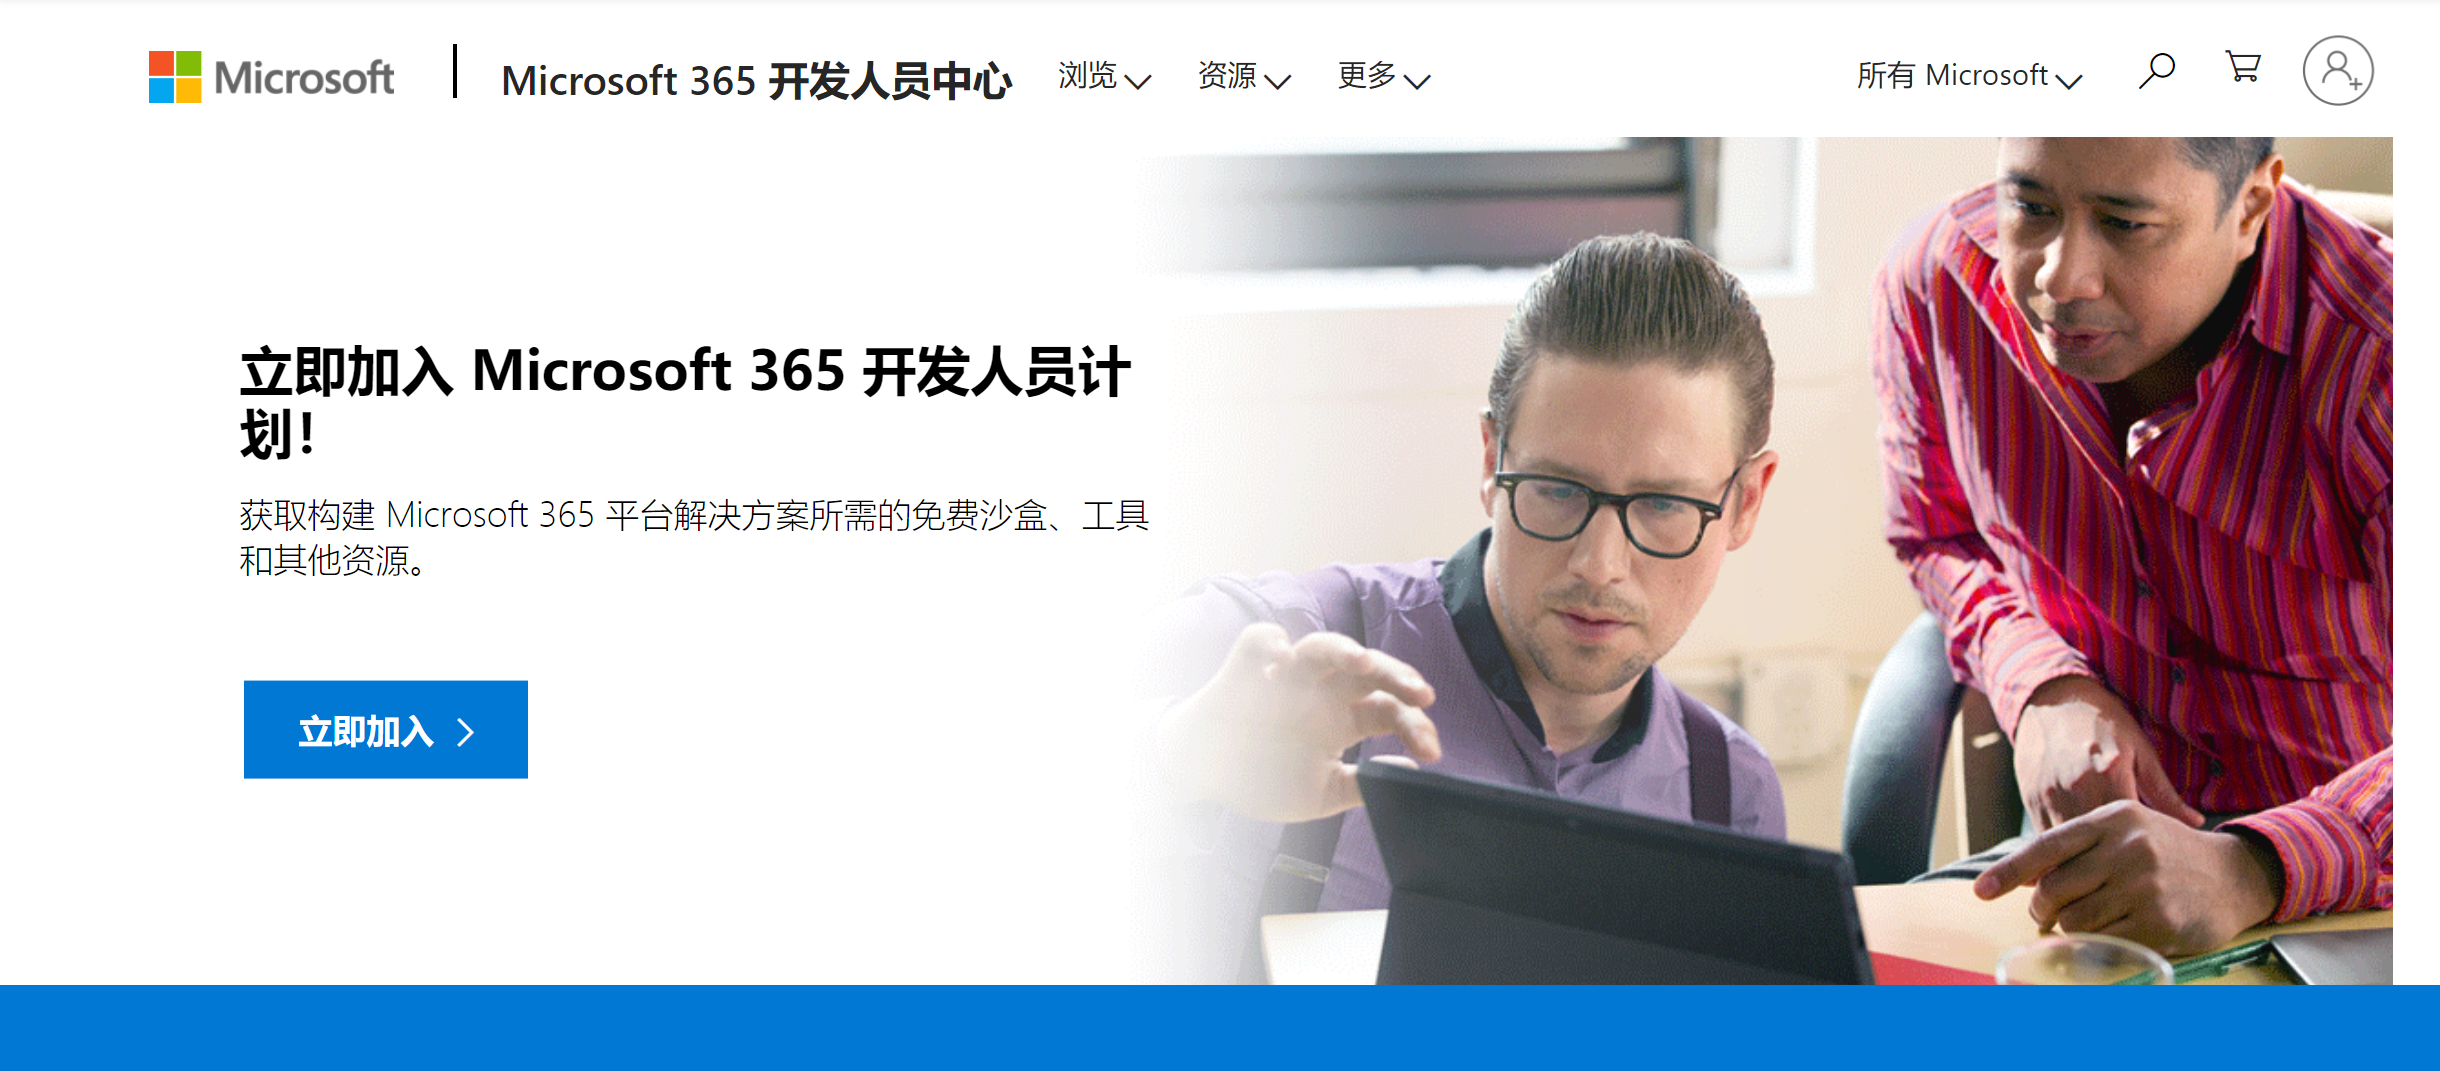 Microsoft
Microsoft 365 开发人员中心
浏览
资源
更多
所有 Microsoft
立即加入 Microsoft 365 开发人员计
划！
获取构建 Microsoft 365 平台解决方案所需的免费沙盒、工具
和其他资源。
立即加入